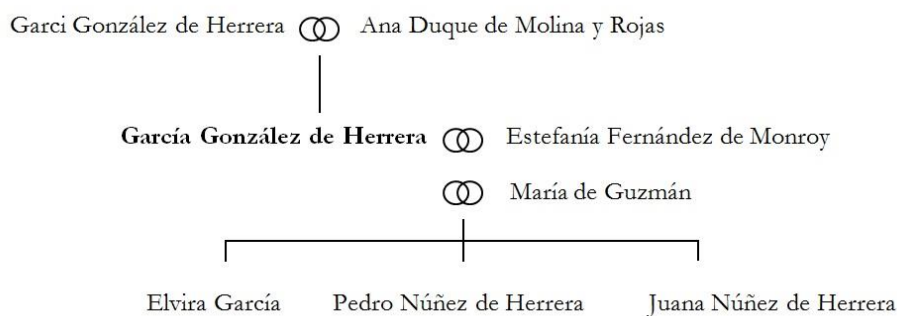 Garci González de Herrera Ana Duque de Molina y Rojas
García González de Herrera Estefanía Fernández de Monroy
María de Guzmán
Elvira García Pedro Núñez de Herrera Juana Núñez de Herrera